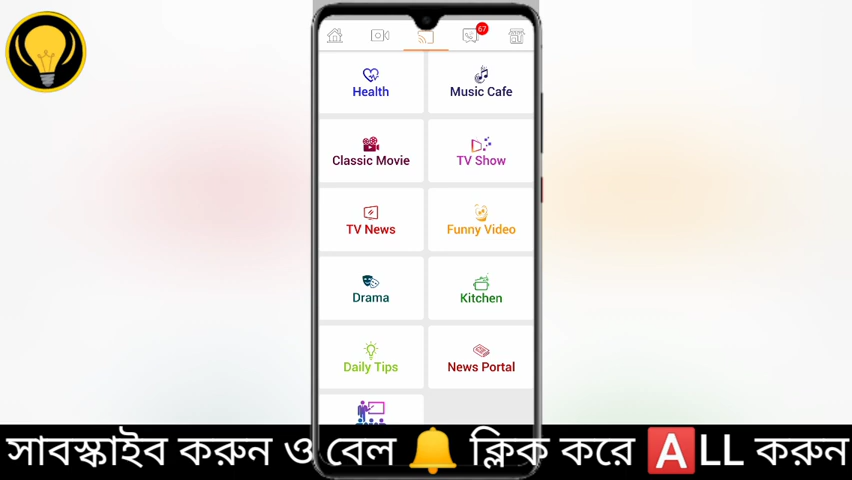 67
Health
Music Cafe
Classic Movie
TV Show
TV News
Funny Video
Drama
Kitchen
Daily Tips
News Portal
সাবস্ক্রাইব করুন ও বেল 🔔 ক্লিক করে 🅰LL করুন